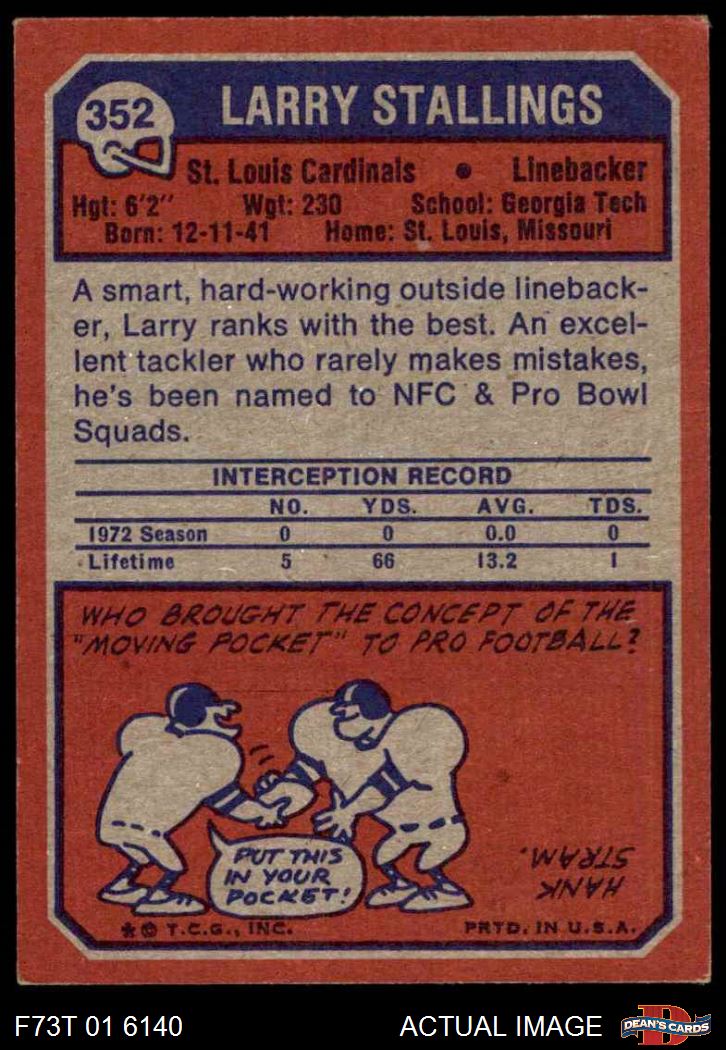 352
LARRY STALLINGS
St. Louis Cardinals • Linebacker
Hgt: 6'2" Wgt: 230 School: Georgia Tech
Born: 12-11-41 Home: St. Louis, Missouri
A smart, hard-working outside lineback-
er, Larry ranks with the best. An excel-
lent tackler who rarely makes mistakes,
he's been named to NFC & Pro Bowl
Squads.
INTERCEPTION RECORD
NO. YDS. AVG. TDS.
1972 Season 0 0 0.0 0
Lifetime 5 66 13.2 1
WHO BROUGHT THE CONCEPT OF THE
"MOVING POCKET" TO PRO FOOTBALL?
PUT THIS
IN YOUR
POCKET!
HANK
STRAM.
*© T.C.G., INC. PRTD. IN U.S.A.
F73T 01 6140 ACTUAL IMAGE
D
DEAN'S CARDS